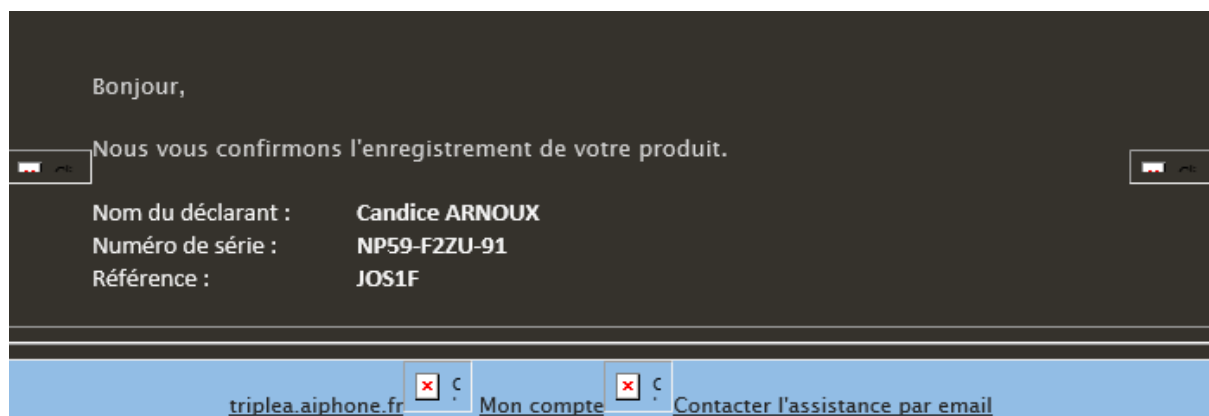 Bonjour,
Nous vous confirmons l'enregistrement de votre produit.
Nom du déclarant : Candice ARNOUX
Numéro de série : NP59-F2ZU-91
Référence : JOS1F
triplea.aiphone.fr Mon compte Contacter l'assistance par email